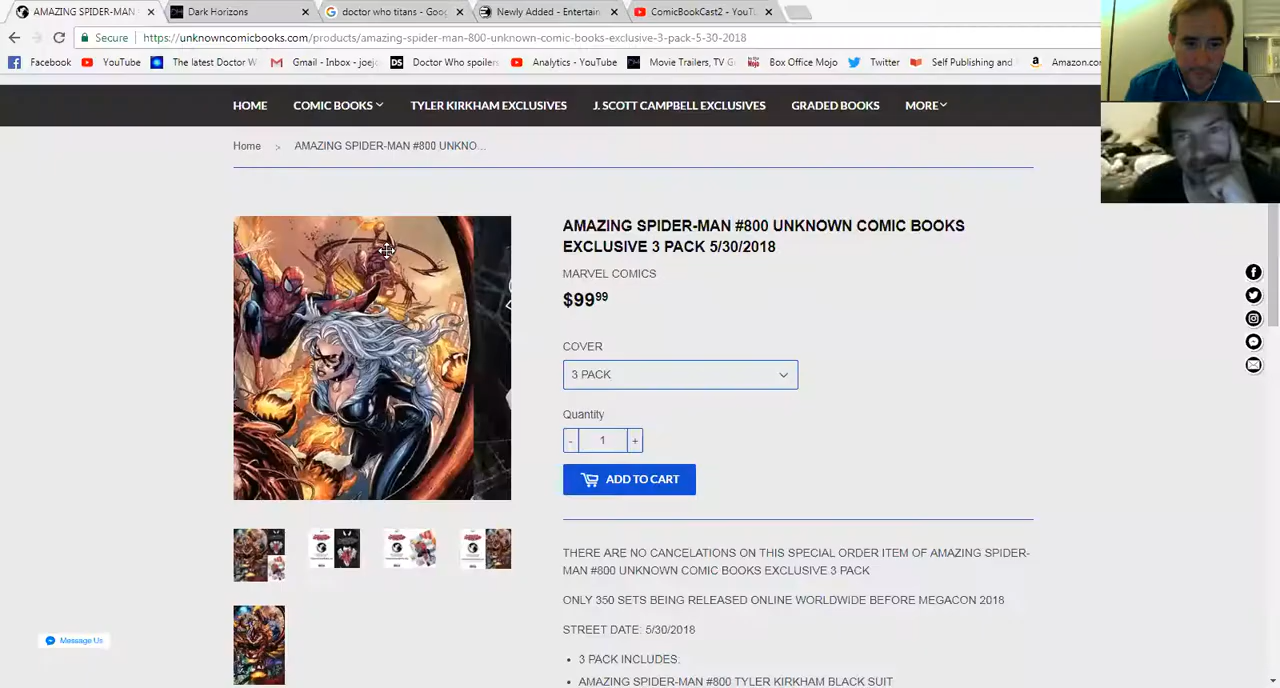 AMAZING SPIDER-MAN
Dark Horizons
doctor who titans - Goog
Newly Added - Entertain
ComicBookCast2 - YouTu
Secure
https://unknowncomicbooks.com/products/amazing-spider-man-800-unknown-comic-books-exclusive-3-pack-5-30-2018
Facebook
YouTube
The latest Doctor W
Gmail - Inbox - joejo
Doctor Who spoilers
Analytics - YouTube
Movie Trailers, TV G
Box Office Mojo
Twitter
Self Publishing and
Amazon.co
HOME
COMIC BOOKS
TYLER KIRKHAM EXCLUSIVES
J. SCOTT CAMPBELL EXCLUSIVES
GRADED BOOKS
MORE
Home > AMAZING SPIDER-MAN #800 UNKNO...
AMAZING SPIDER-MAN #800 UNKNOWN COMIC BOOKS
EXCLUSIVE 3 PACK 5/30/2018
MARVEL COMICS
$9999
COVER
3 PACK
Quantity
- 1 +
ADD TO CART
THERE ARE NO CANCELATIONS ON THIS SPECIAL ORDER ITEM OF AMAZING SPIDER-
MAN #800 UNKNOWN COMIC BOOKS EXCLUSIVE 3 PACK
ONLY 350 SETS BEING RELEASED ONLINE WORLDWIDE BEFORE MEGACON 2018
STREET DATE: 5/30/2018
• 3 PACK INCLUDES.
• AMAZING SPIDER-MAN #800 TYLER KIRKHAM BLACK SUIT
Message Us